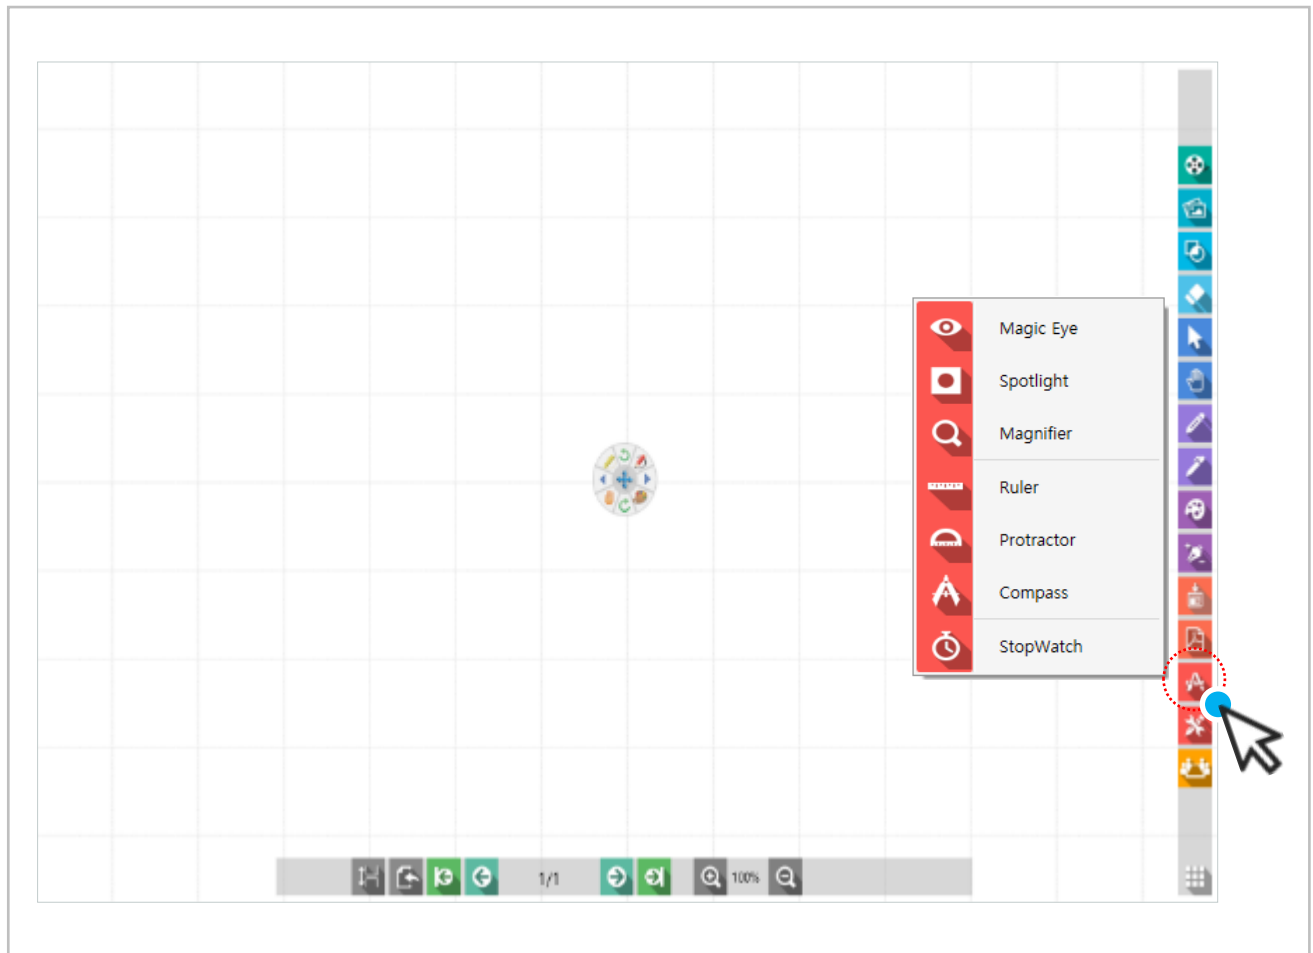 Magic Eye
Spotlight
Magnifier
Ruler
Protractor
Compass
StopWatch
1/1
100%